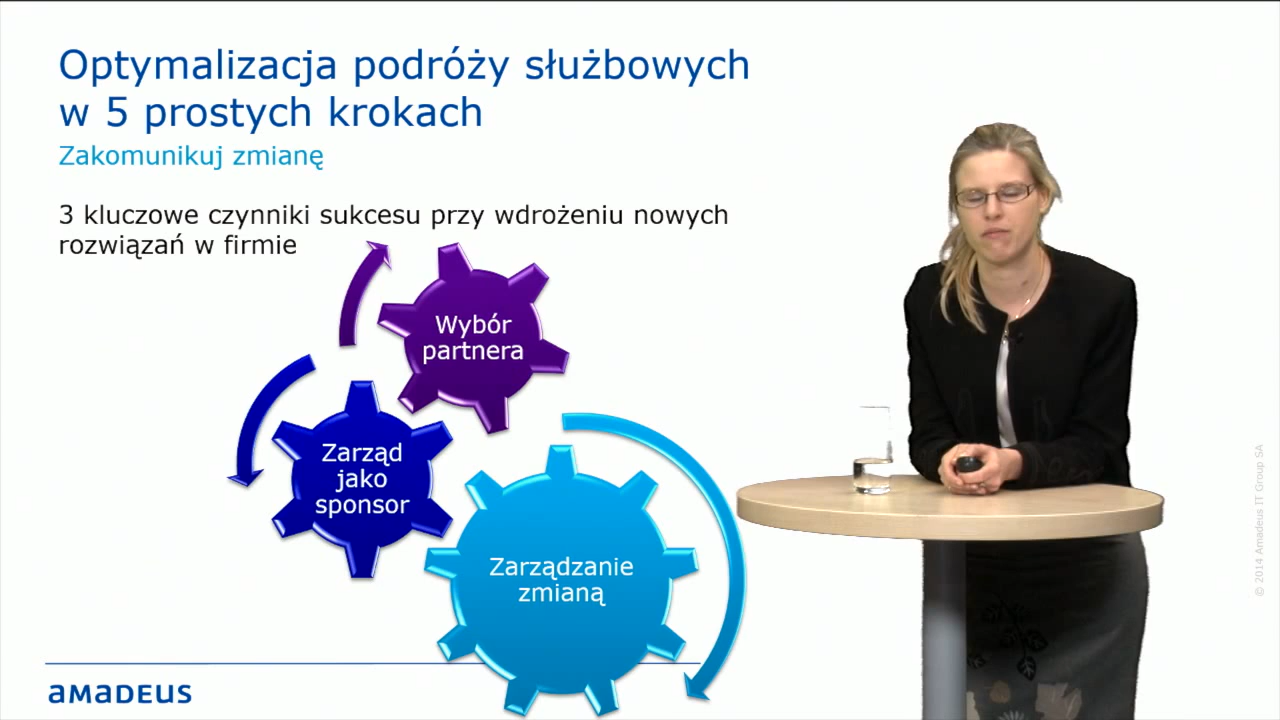 Optymalizacja podróży służbowych
w 5 prostych krokach
Zakomunikuj zmianę
3 kluczowe czynniki sukcesu przy wdrożeniu nowych
rozwiązań w firmie
Wybór
partnera
Zarząd
jako
sponsor
Zarządzanie
zmianą
amadeus
© 2014 Amadeus IT Group SA